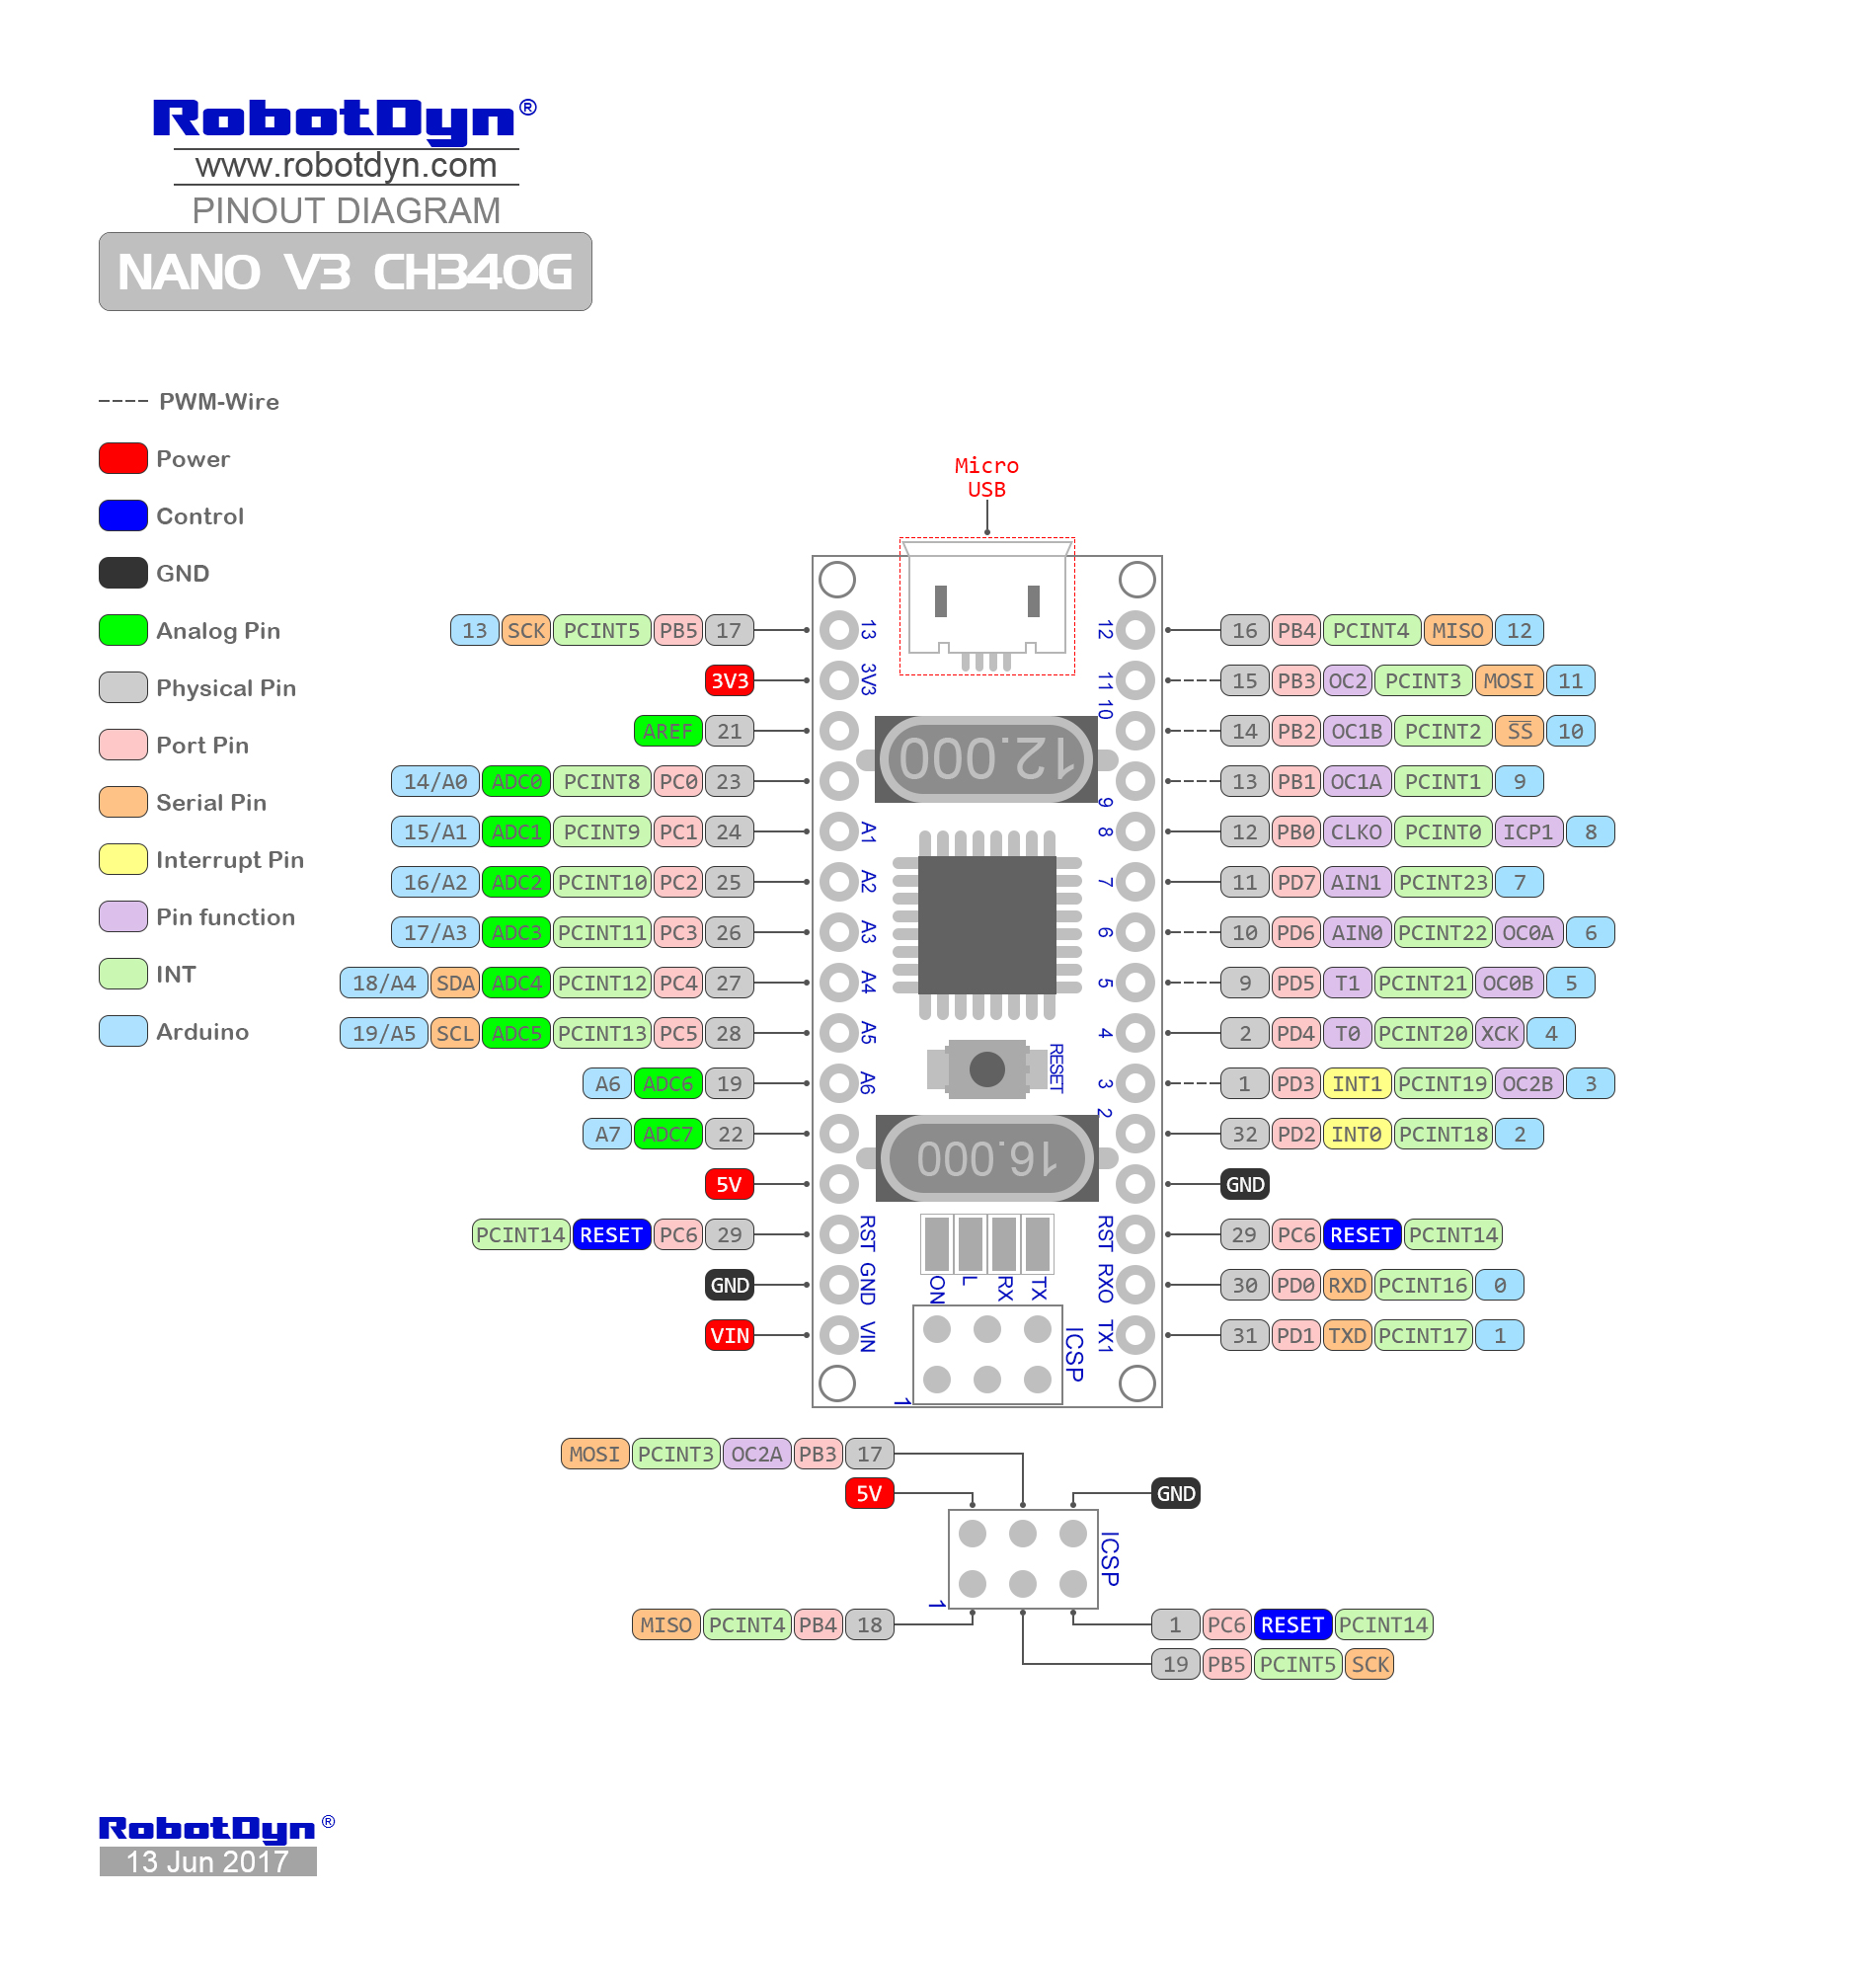 RobotDyn®
www.robotdyn.com
PINOUT DIAGRAM
NANO V3 CH340G
PWM-Wire
Power
Control
GND
Analog Pin
Physical Pin
Port Pin
Serial Pin
Interrupt Pin
Pin function
INT
Arduino
Micro
USB
13 SCK PCINT5 PB5 17
3V3
AREF 21
14/A0 ADC0 PCINT8 PC0 23
15/A1 ADC1 PCINT9 PC1 24
16/A2 ADC2 PCINT10 PC2 25
17/A3 ADC3 PCINT11 PC3 26
18/A4 SDA ADC4 PCINT12 PC4 27
19/A5 SCL ADC5 PCINT13 PC5 28
A6 ADC6 19
A7 ADC7 22
5V
PCINT14 RESET PC6 29
GND
VIN
13
3V3
A1
A2
A3
A4
A5
A6
RST
GND
VIN
12.000
RESET
16.000
ON
L
RX
TX
ICSP
1
12
11
10
9
8
7
6
5
4
3
2
RST
RX0
TX1
16 PB4 PCINT4 MISO 12
15 PB3 OC2 PCINT3 MOSI 11
14 PB2 OC1B PCINT2 SS 10
13 PB1 OC1A PCINT1 9
12 PB0 CLKO PCINT0 ICP1 8
11 PD7 AIN1 PCINT23 7
10 PD6 AIN0 PCINT22 OC0A 6
9 PD5 T1 PCINT21 OC0B 5
2 PD4 T0 PCINT20 XCK 4
1 PD3 INT1 PCINT19 OC2B 3
32 PD2 INT0 PCINT18 2
GND
29 PC6 RESET PCINT14
30 PD0 RXD PCINT16 0
31 PD1 TXD PCINT17 1
MOSI PCINT3 OC2A PB3 17
5V
GND
ICSP
1
MISO PCINT4 PB4 18
1 PC6 RESET PCINT14
19 PB5 PCINT5 SCK
RobotDyn®
13 Jun 2017